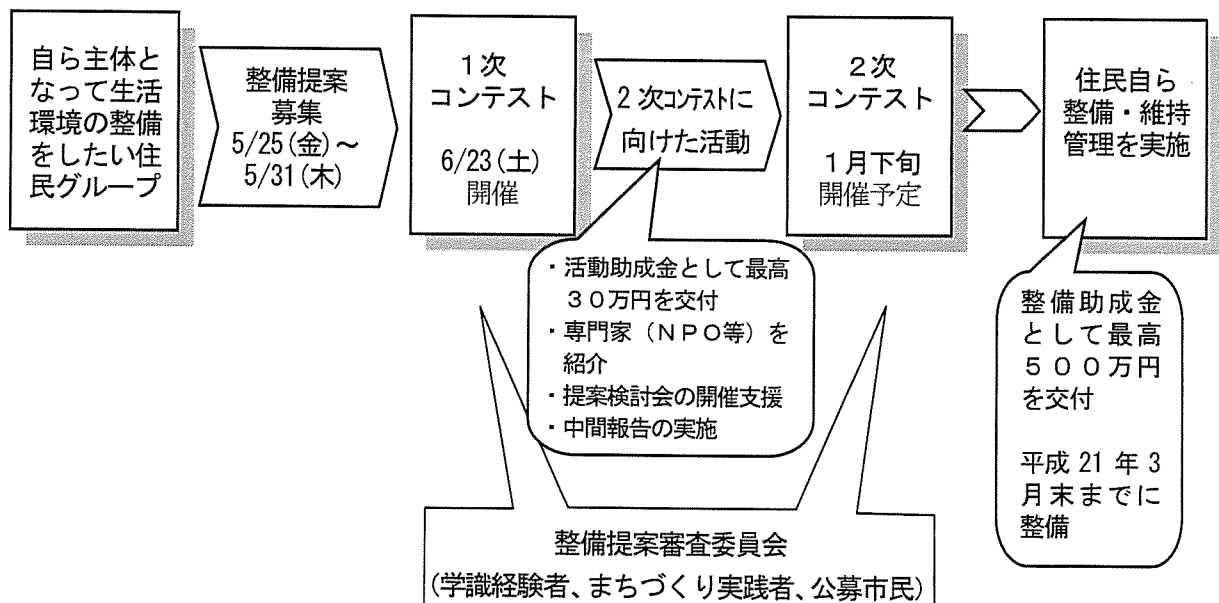 自ら主体と
なって生活
環境の整備
をしたい住
民グループ
整備提案
募集
5/25(金)~
5/31(木)
1次
コンテスト
6/23(土)
開催
2次コンテストに
向けた活動
2次
コンテスト
1月下旬
開催予定
住民自ら
整備・維持
管理を実施
・活動助成金として最高
30万円を交付
・専門家(NPO等)を
紹介
・提案検討会の開催支援
・中間報告の実施
整備助成金
として最高
500万円
を交付
平成21年3
月末までに
整備
整備提案審査委員会
(学識経験者、まちづくり実践者、公募市民)